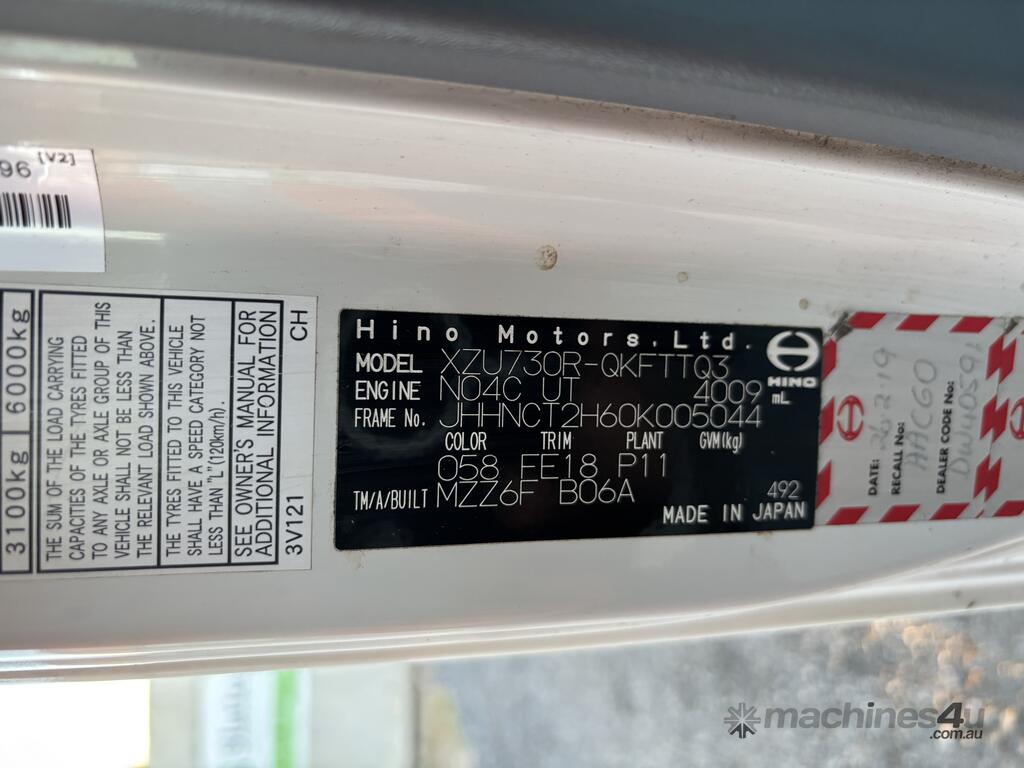 96 [V2]
3100kg 6000kg
THE SUM OF THE LOAD CARRYING
CAPACITIES OF THE TYRES FITTED
TO ANY AXLE OR AXLE GROUP OF THIS
VEHICLE SHALL NOT BE LESS THAN
THE RELEVANT LOAD SHOWN ABOVE.
THE TYRES FITTED TO THIS VEHICLE
SHALL HAVE A SPEED CATEGORY NOT
LESS THAN "L"(120km/h).
SEE OWNER'S MANUAL FOR
ADDITIONAL INFORMATION
3V121 CH
Hino Motors, Ltd.
HINO
MODEL XZU730R-QKFTTQ3
ENGINE N04C UT 4009 mL
FRAME No. JHHNCT2H60K005044
COLOR TRIM PLANT GVM(kg)
058 FE18 P11
TM/A/BUILT MZZ6F B06A
492
MADE IN JAPAN
DATE: 26-2-19
RECALL No:
DEALER CODE No:
DW40591
machines4u
.com.au